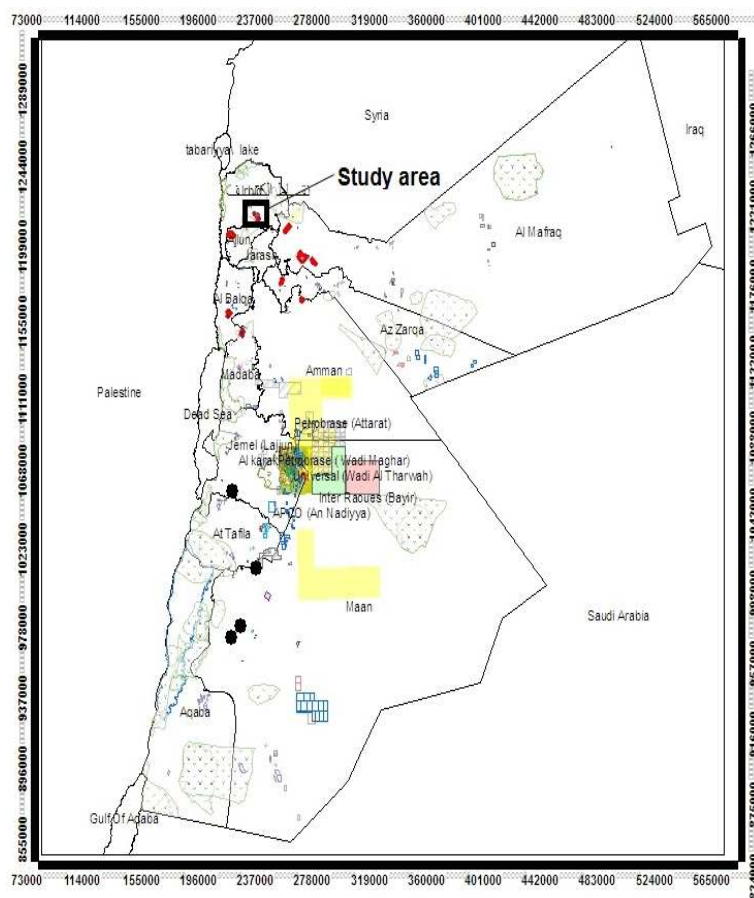 73000 114000 155000 196000 237000 278000 319000 360000 401000 442000 483000 524000 565000
1289000
1244000
1199000
1155000
1111000
1068000
1023000
978000
937000
896000
855000
Syria
Iraq
tabariyya lake
Irbid
Study area
Al Mafraq
Ajlun
Jarash
Al Balqa
Az Zarqa
Amman
Madaba
Palestine
Dead Sea
Petrobrase (Attarat)
Jemel (Lajjun)
Al karak Petrobrase ( Wadi Maghar)
Universal (Wadi Al Tharwah)
Inter Raoues (Bayir)
APCO (An Nadiyya)
At Tafila
Maan
Saudi Arabia
Aqaba
Gulf Of Aqaba
73000 114000 155000 196000 237000 278000 319000 360000 401000 442000 483000 524000 565000